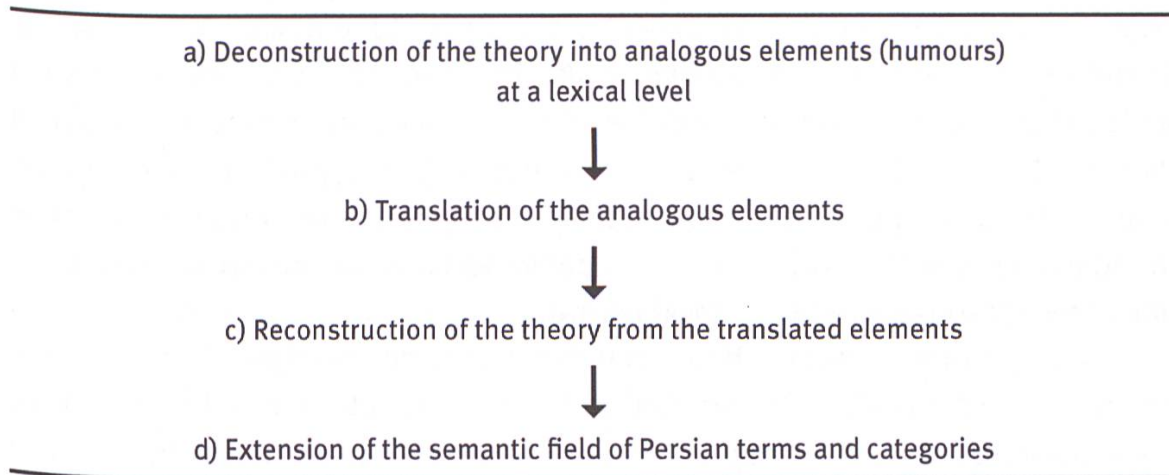 a) Deconstruction of the theory into analogous elements (humours)
at a lexical level
b) Translation of the analogous elements
c) Reconstruction of the theory from the translated elements
d) Extension of the semantic field of Persian terms and categories